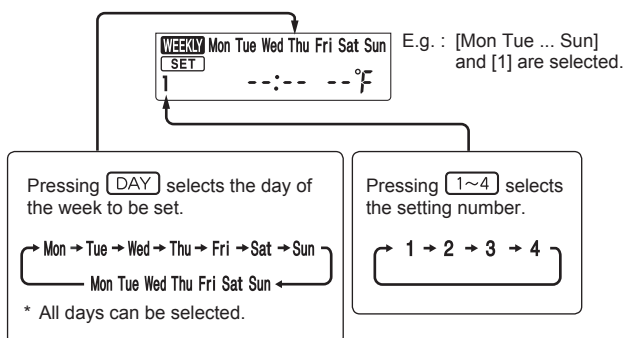 WEEKLY Mon Tue Wed Thu Fri Sat Sun
SET
1 --:-- --°F
E.g. : [Mon Tue ... Sun]
and [1] are selected.
Pressing DAY selects the day of
the week to be set.
→ Mon → Tue → Wed → Thu → Fri → Sat → Sun
Mon Tue Wed Thu Fri Sat Sun ←
* All days can be selected.
Pressing 1~4 selects
the setting number.
→ 1 → 2 → 3 → 4